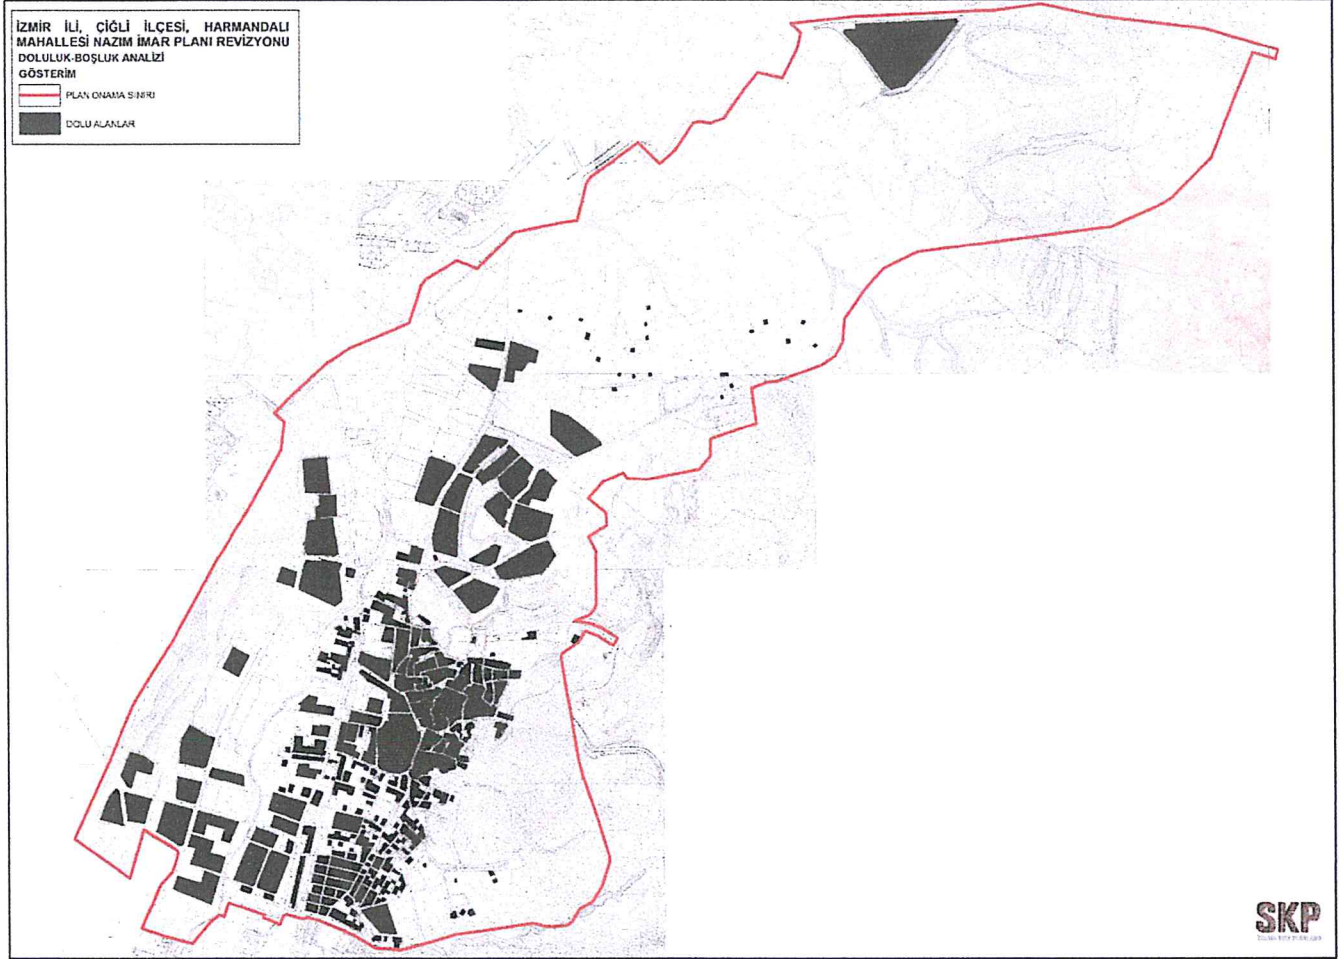 İZMİR İLİ, ÇİĞLİ İLÇESİ, HARMANDALI
MAHALLESİ NAZIM İMAR PLANI REVİZYONU
DOLULUK-BOŞLUK ANALİZİ
GÖSTERİM
PLAN ONAMA SINIRI
DOLU ALANLAR
SKP